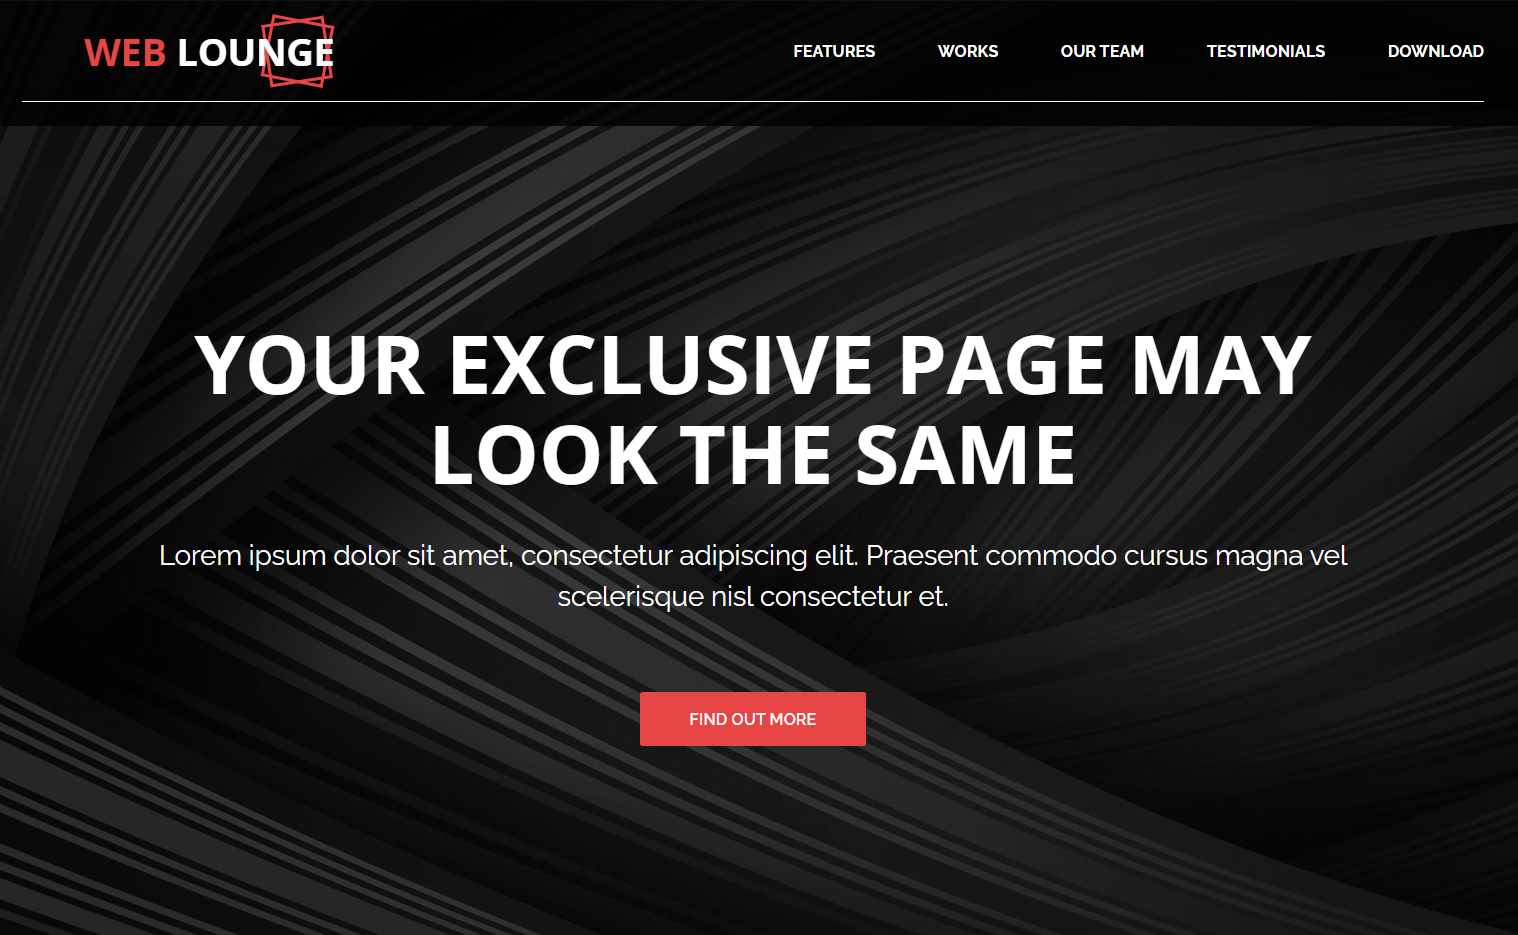 WEB LOUNGE
FEATURES WORKS OUR TEAM TESTIMONIALS DOWNLOAD
YOUR EXCLUSIVE PAGE MAY
LOOK THE SAME
Lorem ipsum dolor sit amet, consectetur adipiscing elit. Praesent commodo cursus magna vel
scelerisque nisl consectetur et.
FIND OUT MORE